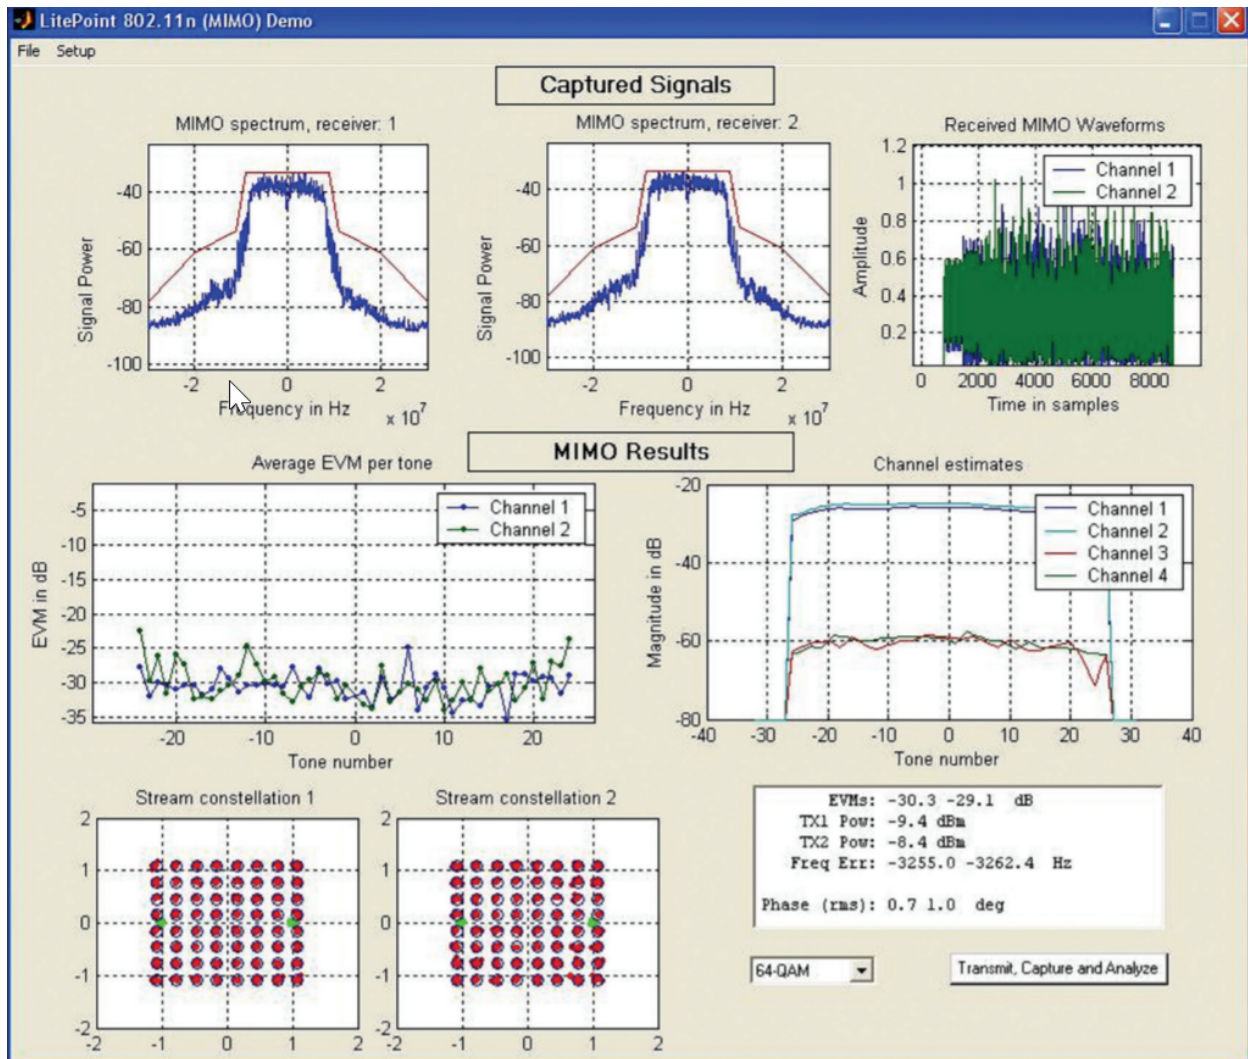 LitePoint 802.11n (MIMO) Demo
File Setup
Captured Signals
MIMO spectrum, receiver: 1
-40
-60
-80
-100
Signal Power
-2 0 2
Frequency in Hz
x 10^7
MIMO spectrum, receiver: 2
-40
-60
-80
-100
Signal Power
-2 0 2
Frequency in Hz
x 10^7
Received MIMO Waveforms
1.2
1
0.8
0.6
0.4
0.2
Amplitude
Channel 1
Channel 2
0 2000 4000 6000 8000
Time in samples
MIMO Results
Average EVM per tone
-5
-10
-15
-20
-25
-30
-35
EVM in dB
Channel 1
Channel 2
-20 -10 0 10 20
Tone number
Channel estimates
-20
-40
-60
-80
Magnitude in dB
Channel 1
Channel 2
Channel 3
Channel 4
-40 -30 -20 -10 0 10 20 30 40
Tone number
Stream constellation 1
2
1
0
-1
-2
-2 -1 0 1 2
Stream constellation 2
2
1
0
-1
-2
-2 -1 0 1 2
EVMs: -30.3 -29.1 dB
TX1 Pow: -9.4 dBm
TX2 Pow: -8.4 dBm
Freq Err: -3255.0 -3262.4 Hz
Phase (rms): 0.7 1.0 deg
64-QAM
Transmit, Capture and Analyze